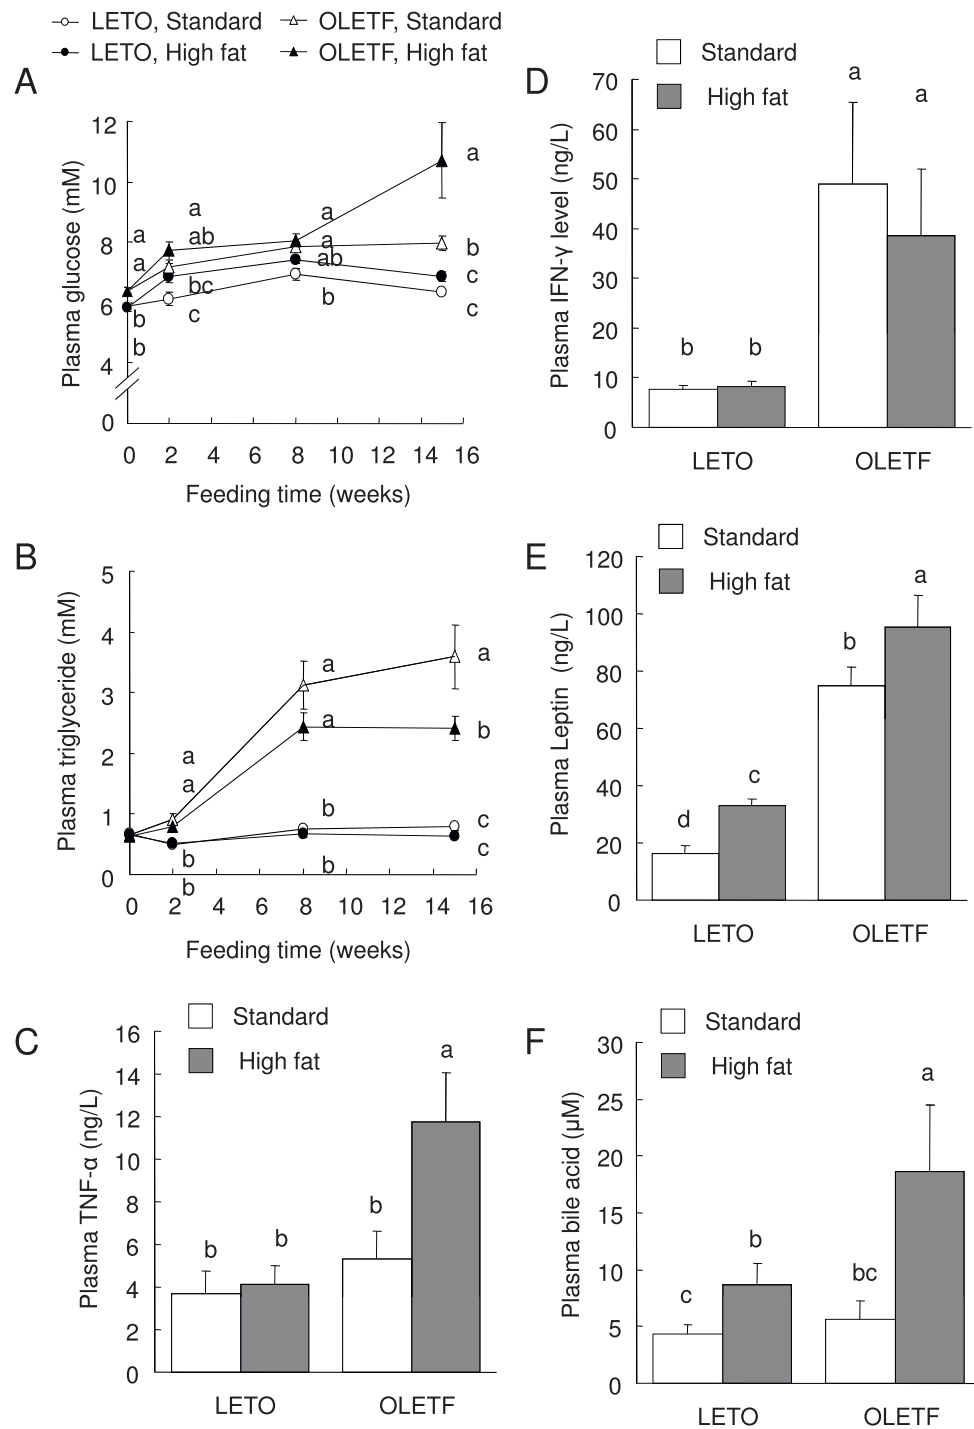 LETO, Standard
OLETF, Standard
LETO, High fat
OLETF, High fat
A
Plasma glucose (mM)
12
10
8
6
4
0
a
a
b
b
a
ab
bc
c
a
a
ab
b
a
b
c
c
0 2 4 6 8 10 12 14 16
Feeding time (weeks)
B
Plasma triglyceride (mM)
5
4
3
2
1
0
a
a
b
b
a
a
b
b
a
b
c
c
0 2 4 6 8 10 12 14 16
Feeding time (weeks)
C
Standard
High fat
Plasma TNF-α (ng/L)
16
14
12
10
8
6
4
2
0
b
b
b
a
LETO
OLETF
D
Standard
High fat
Plasma IFN-γ level (ng/L)
70
60
50
40
30
20
10
0
b
b
a
a
LETO
OLETF
E
Standard
High fat
Plasma Leptin (ng/L)
120
100
80
60
40
20
0
d
c
b
a
LETO
OLETF
F
Standard
High fat
Plasma bile acid (μM)
30
25
20
15
10
5
0
c
b
bc
a
LETO
OLETF